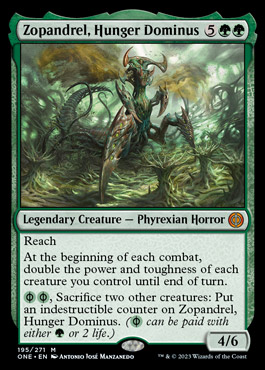 Zopandrel, Hunger Dominus 5
Legendary Creature — Phyrexian Horror
Reach
At the beginning of each combat,
double the power and toughness of each
creature you control until end of turn.
, Sacrifice two other creatures: Put
an indestructible counter on Zopandrel,
Hunger Dominus. ( can be paid with
either or 2 life.)
4/6
195/271 M
ONE • EN Antonio José Manzanedo
™ & © 2023 Wizards of the Coast